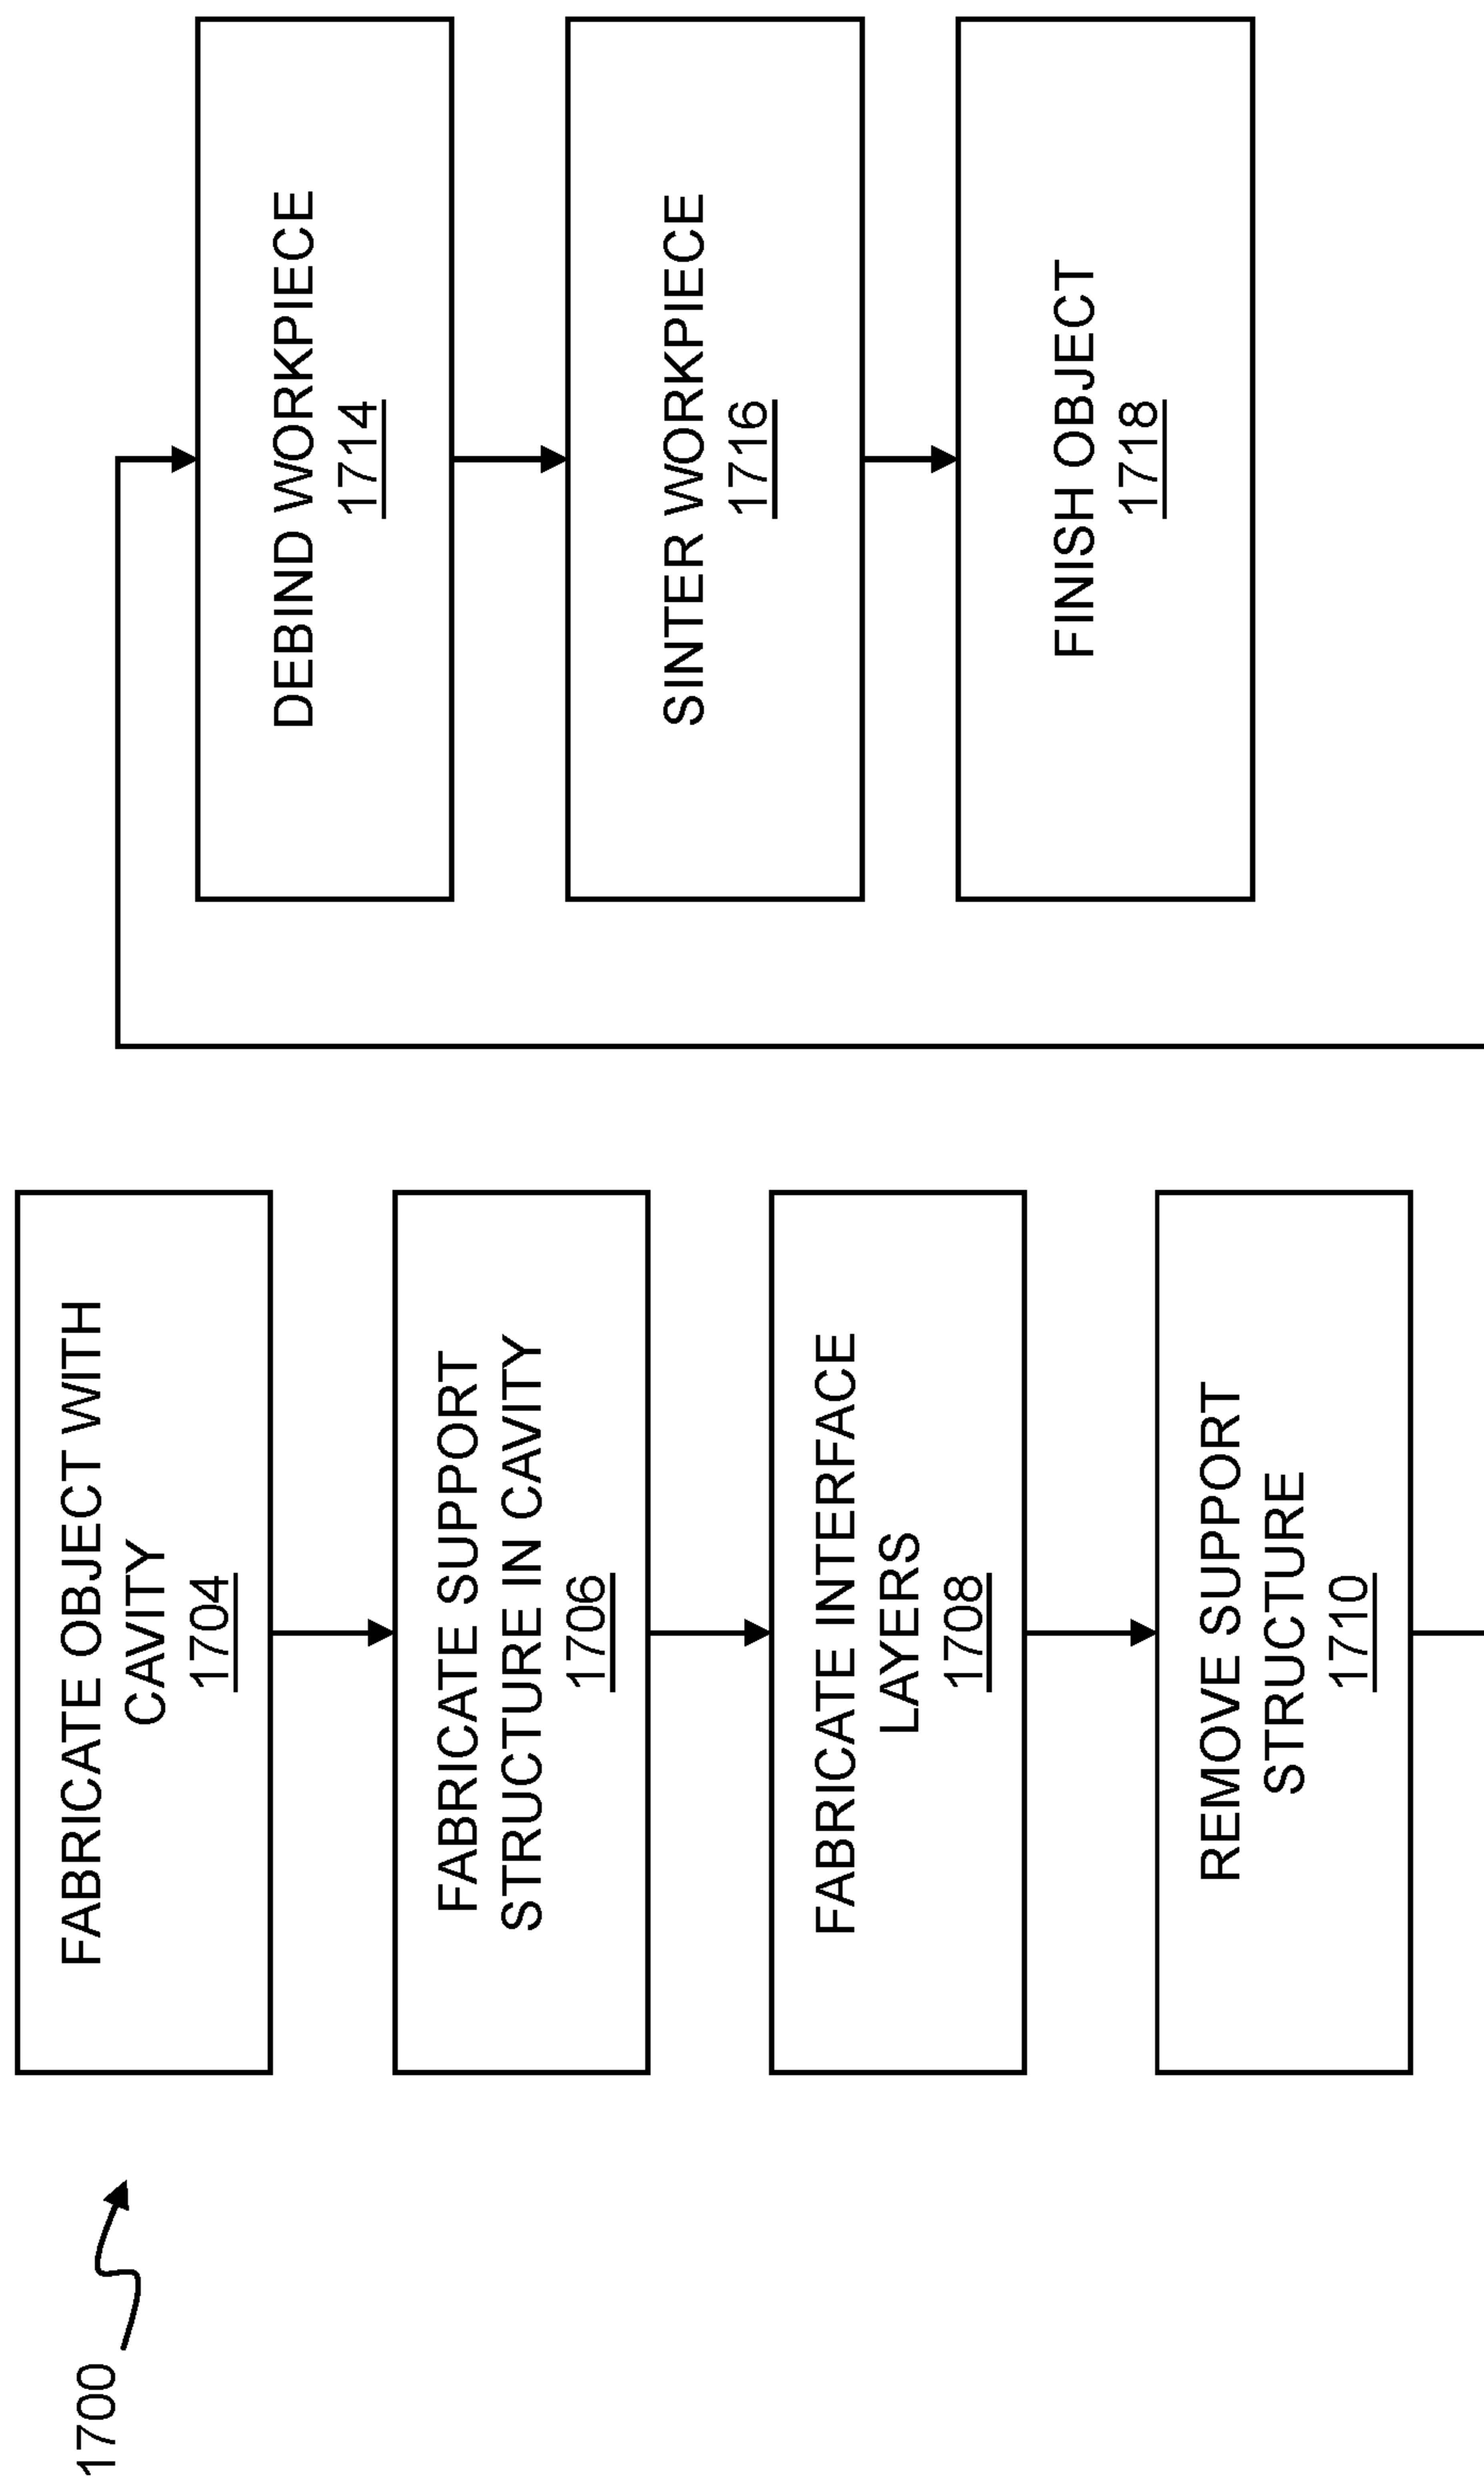 1700
FABRICATE OBJECT WITH
CAVITY
1704
FABRICATE SUPPORT
STRUCTURE IN CAVITY
1706
FABRICATE INTERFACE
LAYERS
1708
REMOVE SUPPORT
STRUCTURE
1710
DEBIND WORKPIECE
1714
SINTER WORKPIECE
1716
FINISH OBJECT
1718